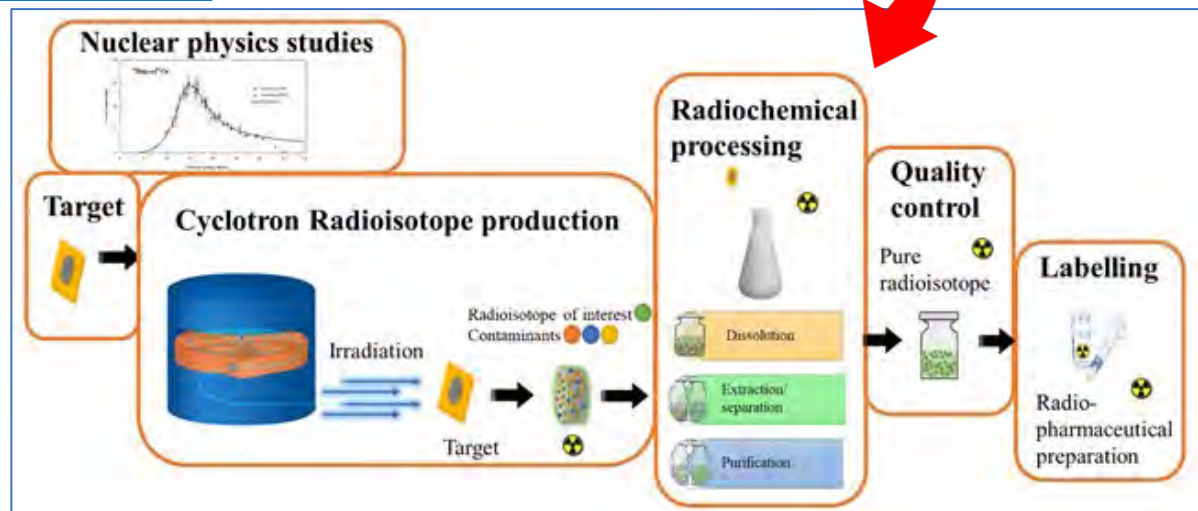 Nuclear physics studies
Target
Cyclotron Radioisotope production
Irradiation
Target
Radioisotope of interest
Contaminants
Radiochemical
processing
Dissolution
Extraction/
separation
Purification
Quality
control
Pure
radioisotope
Labelling
Radio-
pharmaceutical
preparation